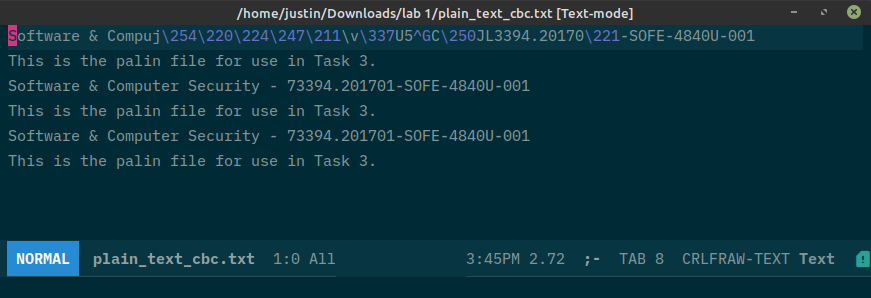 /home/justin/Downloads/lab 1/plain_text_cbc.txt [Text-mode]
Software & Compuj\254\220\224\247\211\v\337U5^GC\250JL3394.20170\221-SOFE-4840U-001
This is the palin file for use in Task 3.
Software & Computer Security - 73394.201701-SOFE-4840U-001
This is the palin file for use in Task 3.
Software & Computer Security - 73394.201701-SOFE-4840U-001
This is the palin file for use in Task 3.
NORMAL plain_text_cbc.txt 1:0 All 3:45PM 2.72 ;- TAB 8 CRLFRAW-TEXT Text !